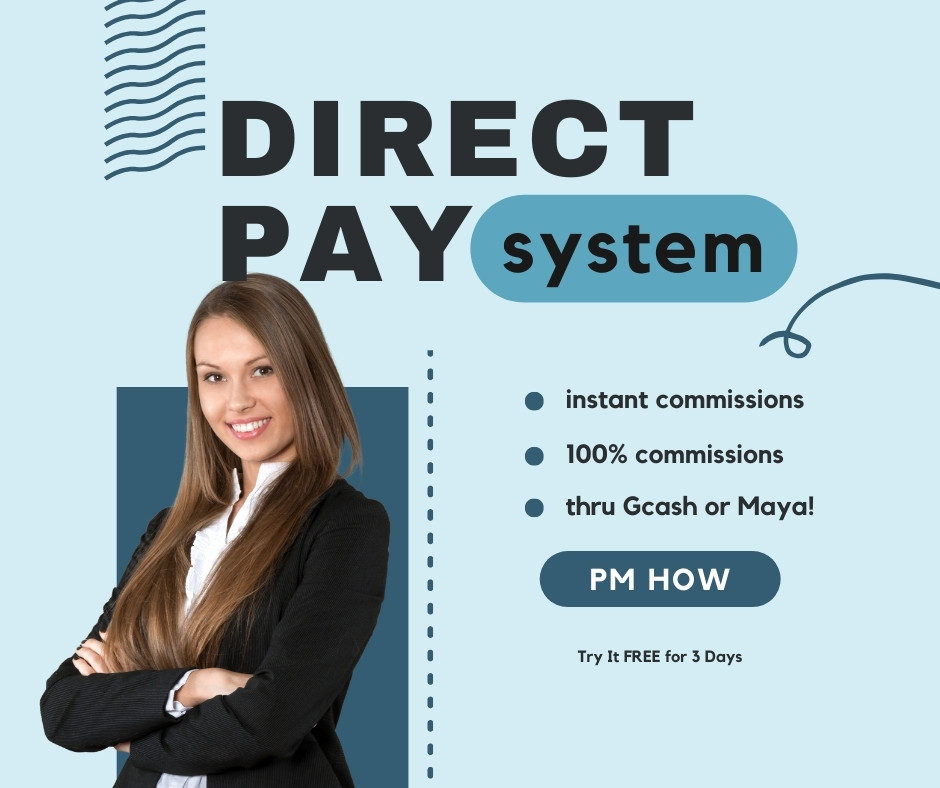 DIRECT
PAY system
instant commissions
100% commissions
thru Gcash or Maya!
PM HOW
Try It FREE for 3 Days